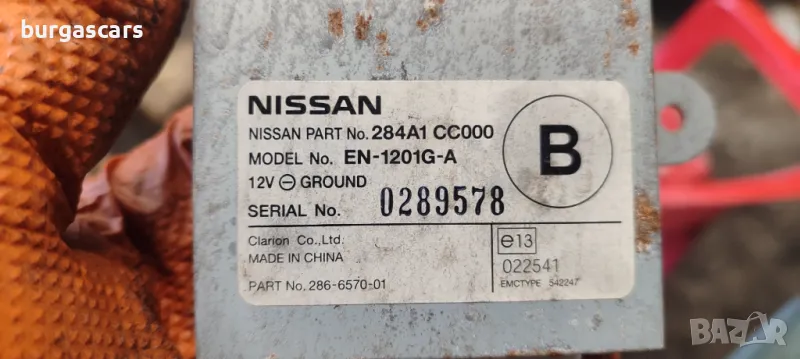 burgascars
NISSAN
NISSAN PART No. 284A1 CC000
MODEL No. EN-1201G-A
12V ⊖ GROUND
SERIAL No. 0289578
B
Clarion Co.,Ltd.
MADE IN CHINA
PART No. 286-6570-01
e13
022541
EMCTYPE 542247
BAZAR